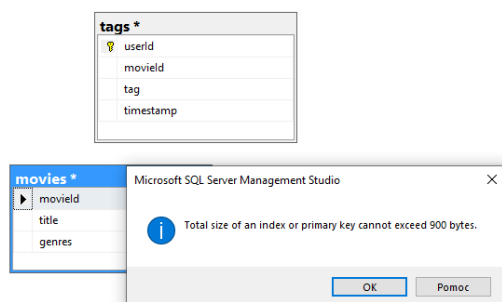 tags *
userId
movieId
tag
timestamp
movies *
movieId
title
genres
Microsoft SQL Server Management Studio
Total size of an index or primary key cannot exceed 900 bytes.
OK
Pomoc